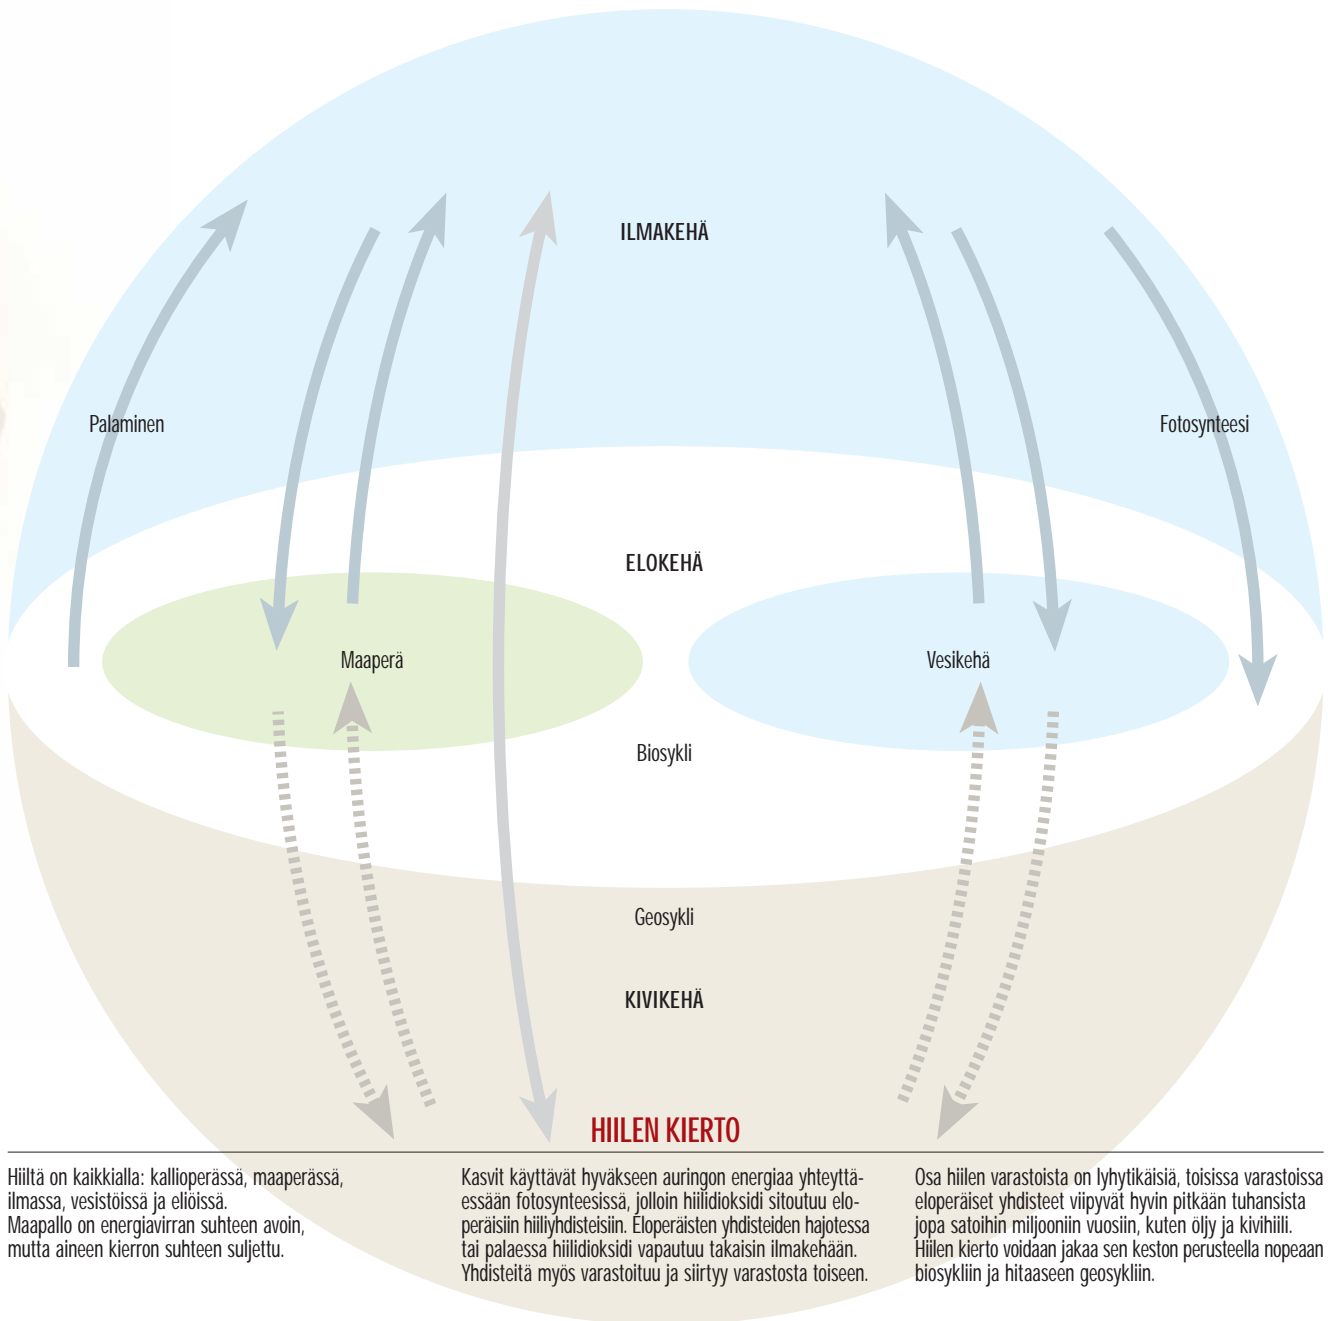 ILMAKEHÄ
Palaminen
Fotosynteesi
ELOKEHÄ
Maaperä
Vesikehä
Biosykli
Geosykli
KIVIKEHÄ
HIILEN KIERTO
Hiiltä on kaikkialla: kallioperässä, maaperässä,
ilmassa, vesistöissä ja eliöissä.
Maapallo on energiavirran suhteen avoin,
mutta aineen kierron suhteen suljettu.
Kasvit käyttävät hyväkseen auringon energiaa yhteyttä-
essään fotosynteesissä, jolloin hiilidioksidi sitoutuu elo-
peräisiin hiiliyhdisteisiin. Eloperäisten yhdisteiden hajotessa
tai palaessa hiilidioksidi vapautuu takaisin ilmakehään.
Yhdisteitä myös varastoituu ja siirtyy varastosta toiseen.
Osa hiilen varastoista on lyhytikäisiä, toisissa varastoissa
eloperäiset yhdisteet viipyvät hyvin pitkään tuhansista
jopa satoihin miljooniin vuosiin, kuten öljy ja kivihiili.
Hiilen kierto voidaan jakaa sen keston perusteella nopeaan
biosykliin ja hitaaseen geosykliin.